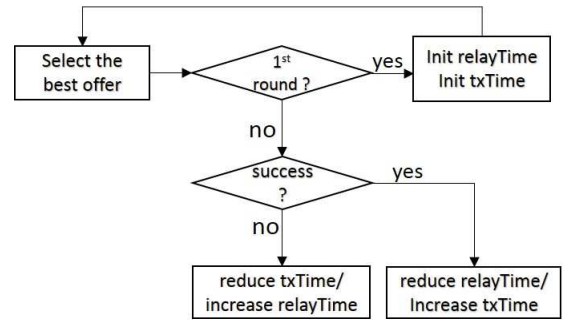 Select the
best offer
1st
round ?
yes
Init relayTime
Init txTime
no
success
?
yes
no
reduce txTime/
increase relayTime
reduce relayTime/
Increase txTime